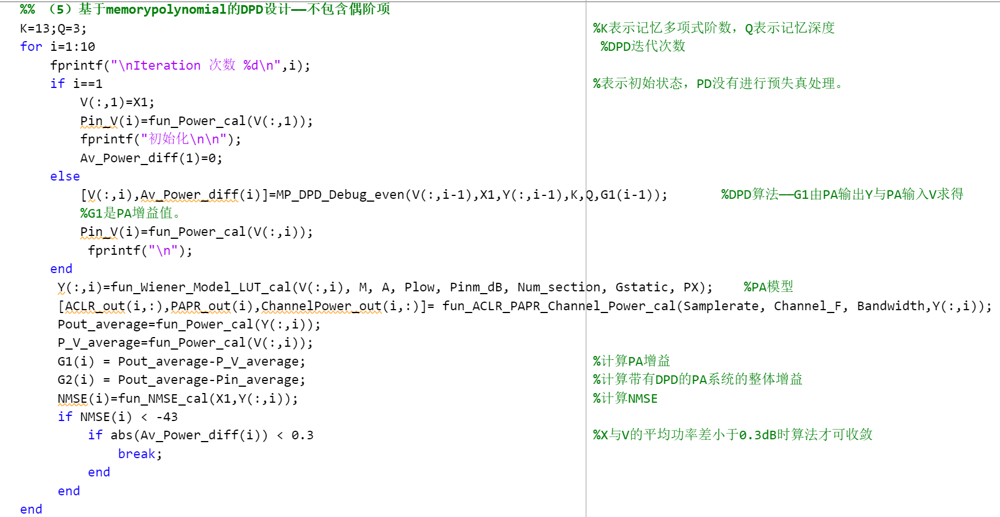 %% （5）基于memorypolynomial的DPD设计——不包含偶阶项
K=13;Q=3; %K表示记忆多项式阶数，Q表示记忆深度
for i=1:10 %DPD迭代次数
fprintf("\nIteration 次数 %d\n",i);
if i==1 %表示初始状态，PD没有进行预失真处理。
V(:,1)=X1;
Pin_V(i)=fun_Power_cal(V(:,1));
fprintf("初始化\n\n");
Av_Power_diff(1)=0;
else
[V(:,i),Av_Power_diff(i)]=MP_DPD_Debug_even(V(:,i-1),X1,Y(:,i-1),K,Q,G1(i-1)); %DPD算法——G1由PA输出Y与PA输入V求得
%G1是PA增益值。
Pin_V(i)=fun_Power_cal(V(:,i));
fprintf("\n");
end
Y(:,i)=fun_Wiener_Model_LUT_cal(V(:,i), M, A, Plow, Pinm_dB, Num_section, Gstatic, PX); %PA模型
[ACLR_out(i,:),PAPR_out(i),ChannelPower_out(i,:)]= fun_ACLR_PAPR_Channel_Power_cal(Samplerate, Channel_F, Bandwidth,Y(:,i));
Pout_average=fun_Power_cal(Y(:,i));
P_V_average=fun_Power_cal(V(:,i));
G1(i) = Pout_average-P_V_average; %计算PA增益
G2(i) = Pout_average-Pin_average; %计算带有DPD的PA系统的整体增益
NMSE(i)=fun_NMSE_cal(X1,Y(:,i)); %计算NMSE
if NMSE(i) < -43
if abs(Av_Power_diff(i)) < 0.3 %X与V的平均功率差小于0.3dB时算法才可收敛
break;
end
end
end